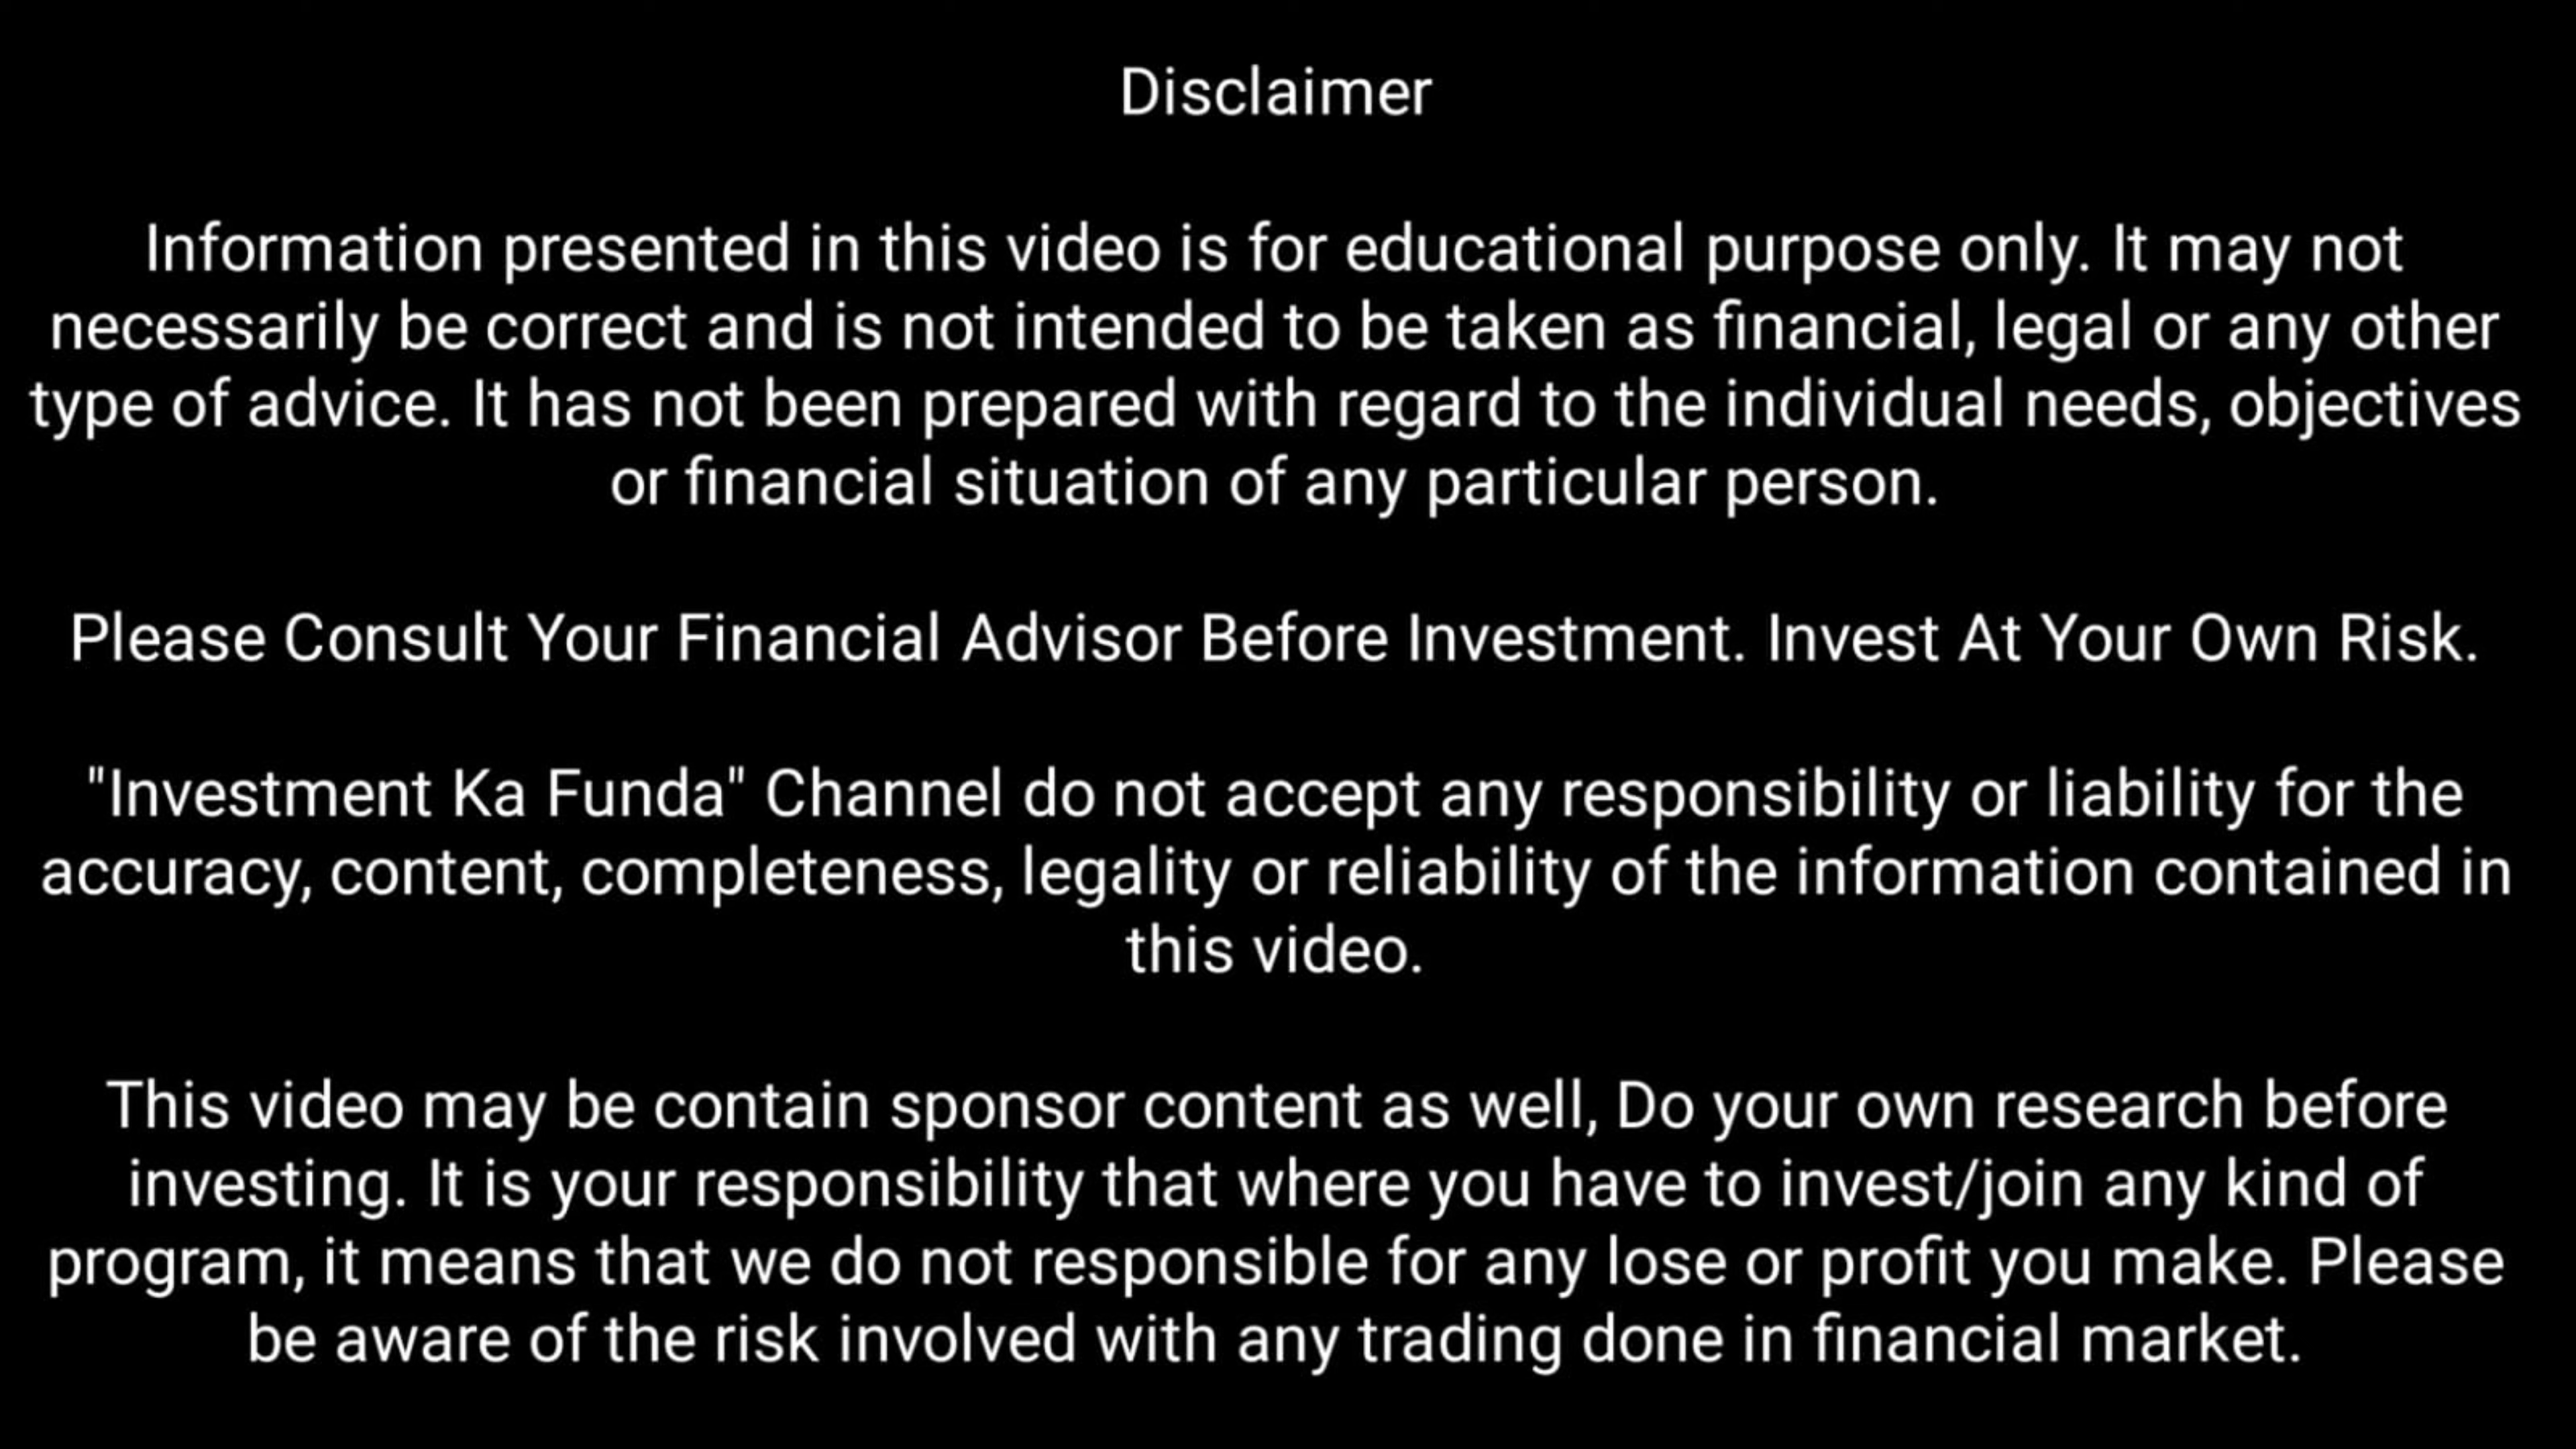 Disclaimer
Information presented in this video is for educational purpose only. It may not
necessarily be correct and is not intended to be taken as financial, legal or any other
type of advice. It has not been prepared with regard to the individual needs, objectives
or financial situation of any particular person.
Please Consult Your Financial Advisor Before Investment. Invest At Your Own Risk.
"Investment Ka Funda" Channel do not accept any responsibility or liability for the
accuracy, content, completeness, legality or reliability of the information contained in
this video.
This video may be contain sponsor content as well, Do your own research before
investing. It is your responsibility that where you have to invest/join any kind of
program, it means that we do not responsible for any lose or profit you make. Please
be aware of the risk involved with any trading done in financial market.